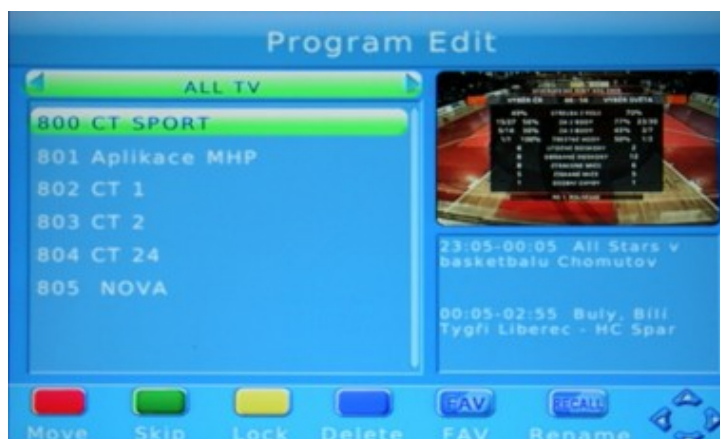 Program Edit
ALL TV
800 CT SPORT
801 Aplikace MHP
802 CT 1
803 CT 2
804 CT 24
805 NOVA
23:05-00:05 All Stars v
basketbalu Chomutov
00:05-02:55 Buly, Bílí
Tygři Liberec - HC Spar
FAV
RECALL
Move Skip Lock Delete FAV Rename